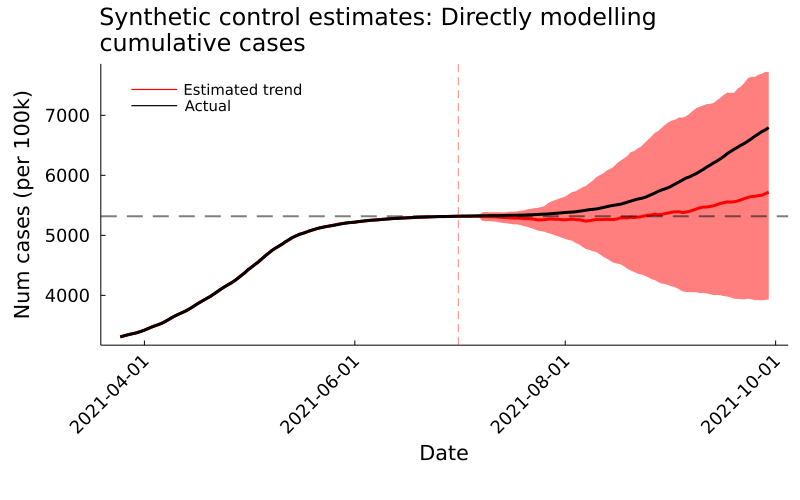 Synthetic control estimates: Directly modelling
cumulative cases
Estimated trend
Actual
Num cases (per 100k)
7000
6000
5000
4000
2021-04-01
2021-06-01
2021-08-01
2021-10-01
Date